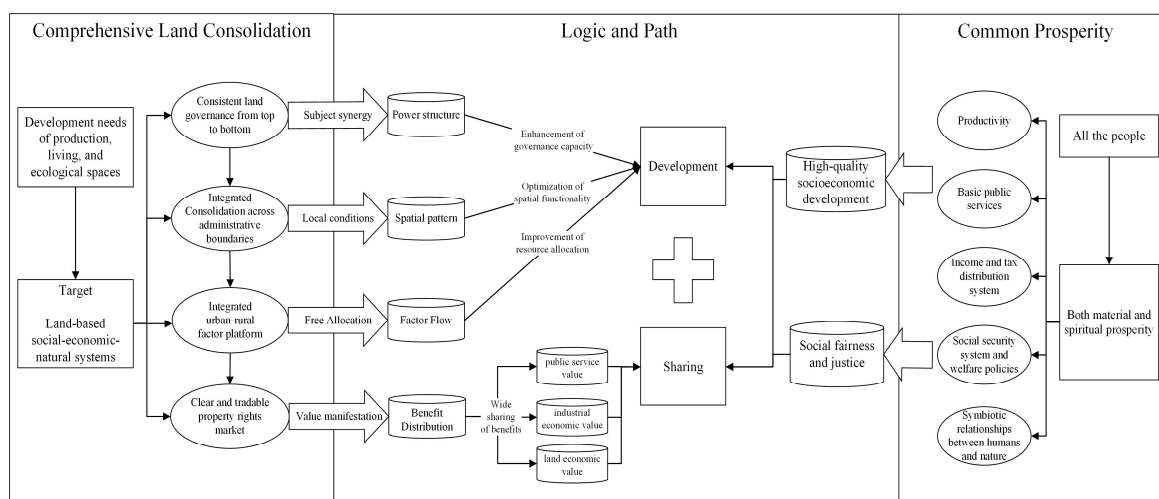 Comprehensive Land Consolidation
Logic and Path
Common Prosperity
Development needs
of production,
living, and
ecological spaces
Target
Land-based
social-economic-
natural systems
Consistent land
governance from top
to bottom
Integrated
Consolidation across
administrative
boundaries
Integrated
urban-rural
factor platform
Clear and tradable
property rights
market
Subject synergy
Local conditions
Free Allocation
Value manifestation
Power structure
Spatial pattern
Factor Flow
Benefit
Distribution
Enhancement of
governance capacity
Optimization of
spatial functionality
Improvement of
resource allocation
Wide
sharing
of benefits
public service
value
industrial
economic value
land economic
value
Development
Sharing
High-quality
socioeconomic
development
Social fairness
and justice
Productivity
Basic public
services
Income and tax
distribution
system
Social security
system and
welfare policies
Symbiotic
relationships
between humans
and nature
All the people
Both material and
spiritual prosperity